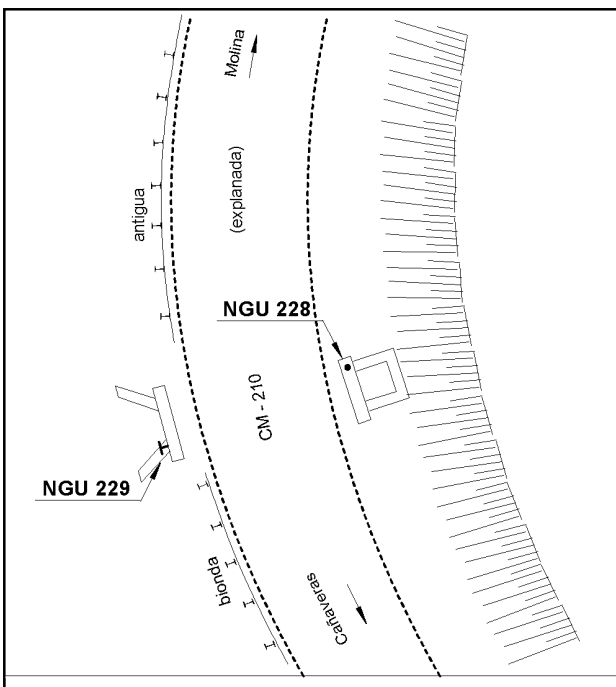 Molina
antigua
(explanada)
NGU 228
CM - 210
NGU 229
bionda
Cañaveras